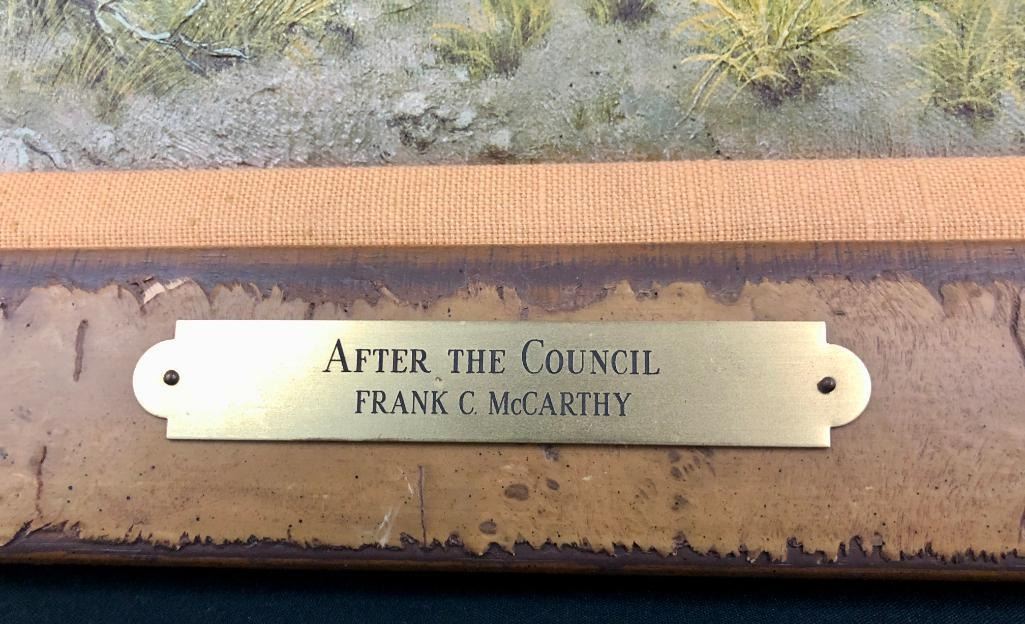 AFTER THE COUNCIL
FRANK C. McCARTHY